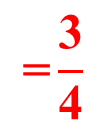 = 3/4